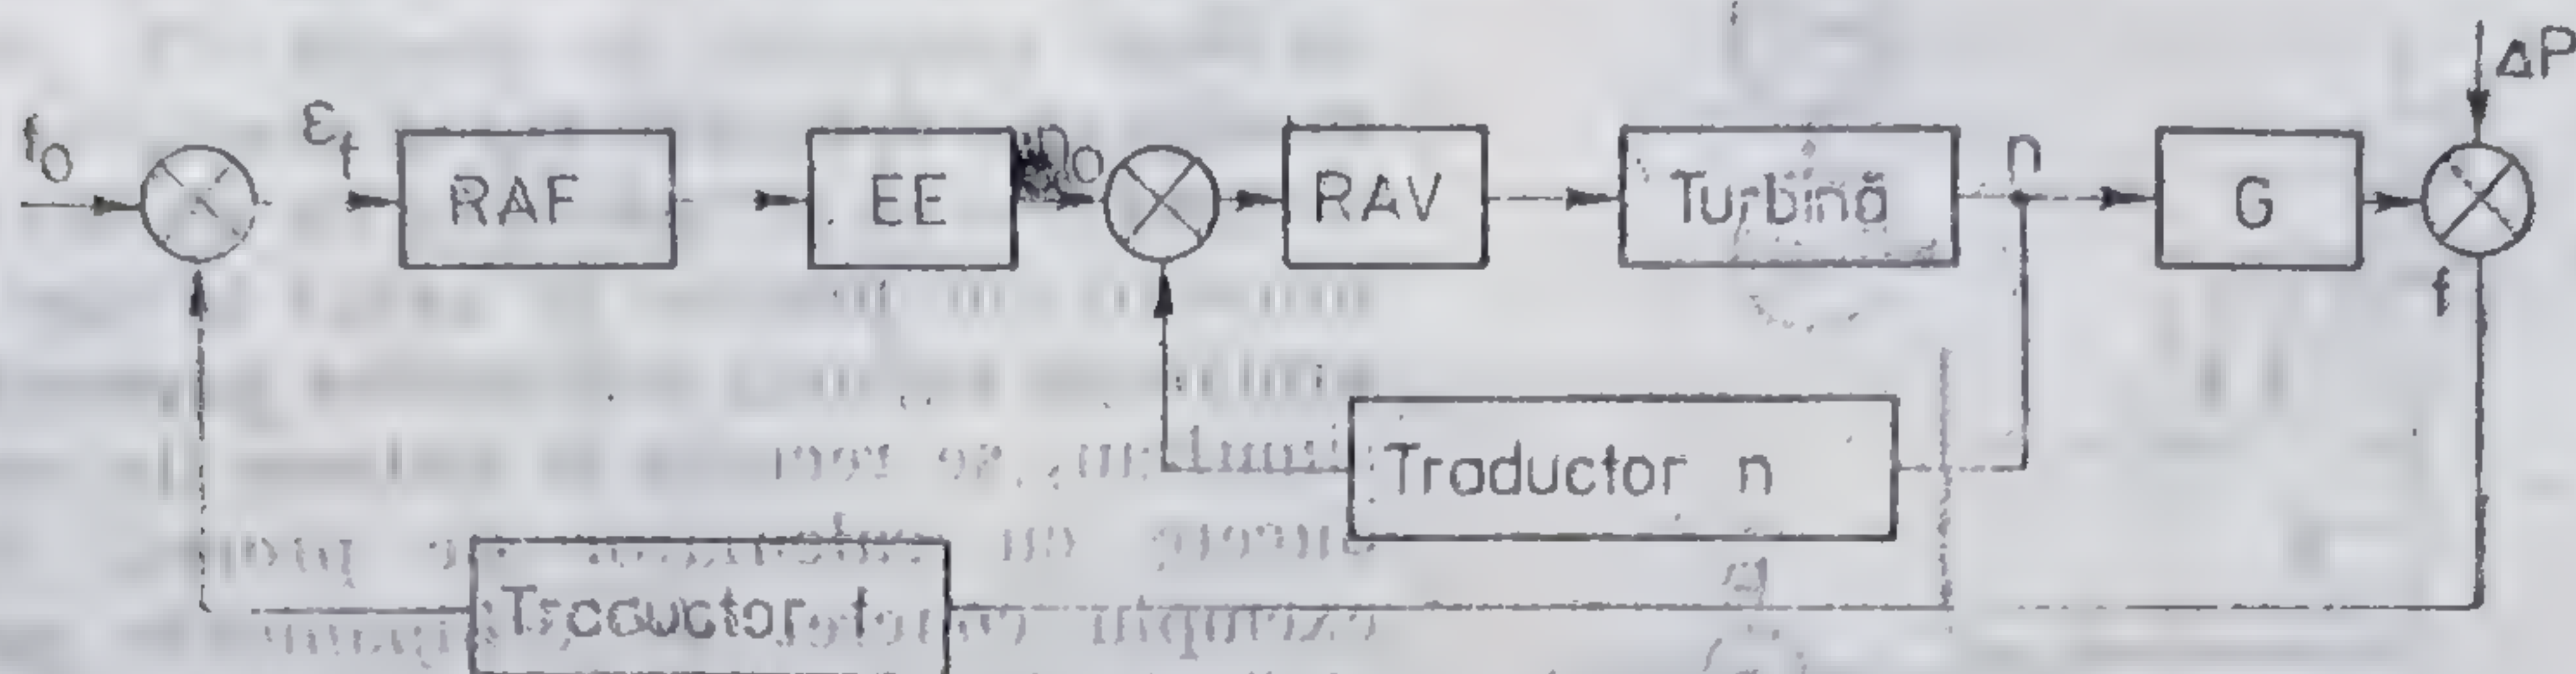 ΔP
f₀
εf
RAF
EE
n₀
RAV
Turbină
n
G
f
Traductor n
Traductor f